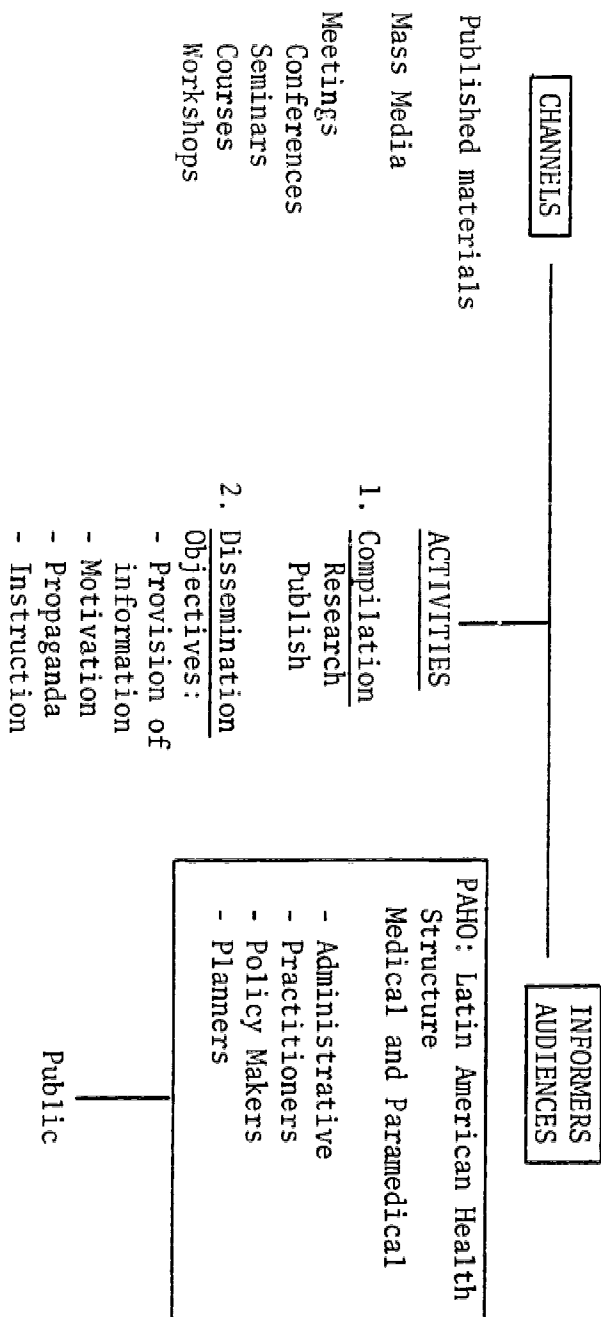 CHANNELS
Published materials
Mass Media
Meetings
Conferences
Seminars
Courses
Workshops
ACTIVITIES
1. Compilation
Research
Publish
2. Dissemination
Objectives:
- Provision of
information
- Motivation
- Propaganda
- Instruction
INFORMERS
AUDIENCES
PAHO: Latin American Health
Structure
Medical and Paramedical
- Administrative
- Practitioners
- Policy Makers
- Planners
Public